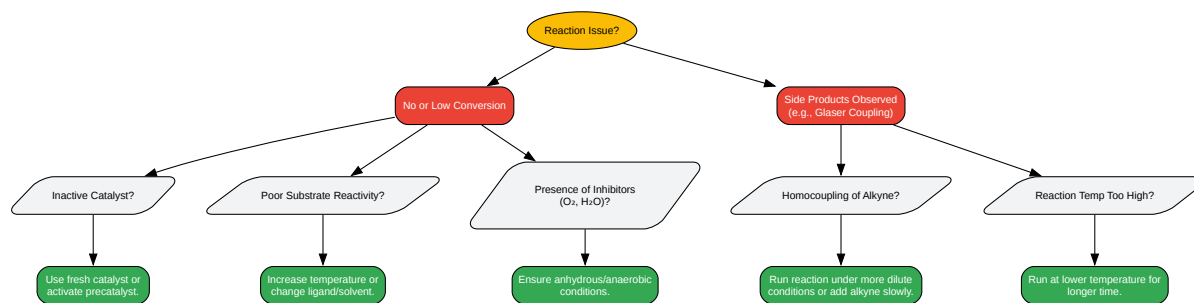 Reaction Issue?
No or Low Conversion
Side Products Observed
(e.g., Glaser Coupling)
Inactive Catalyst?
Poor Substrate Reactivity?
Presence of Inhibitors
(O₂, H₂O)?
Homocoupling of Alkyne?
Reaction Temp Too High?
Use fresh catalyst or
activate precatalyst.
Increase temperature or
change ligand/solvent.
Ensure anhydrous/anaerobic
conditions.
Run reaction under more dilute
conditions or add alkyne slowly.
Run at lower temperature for
longer time.